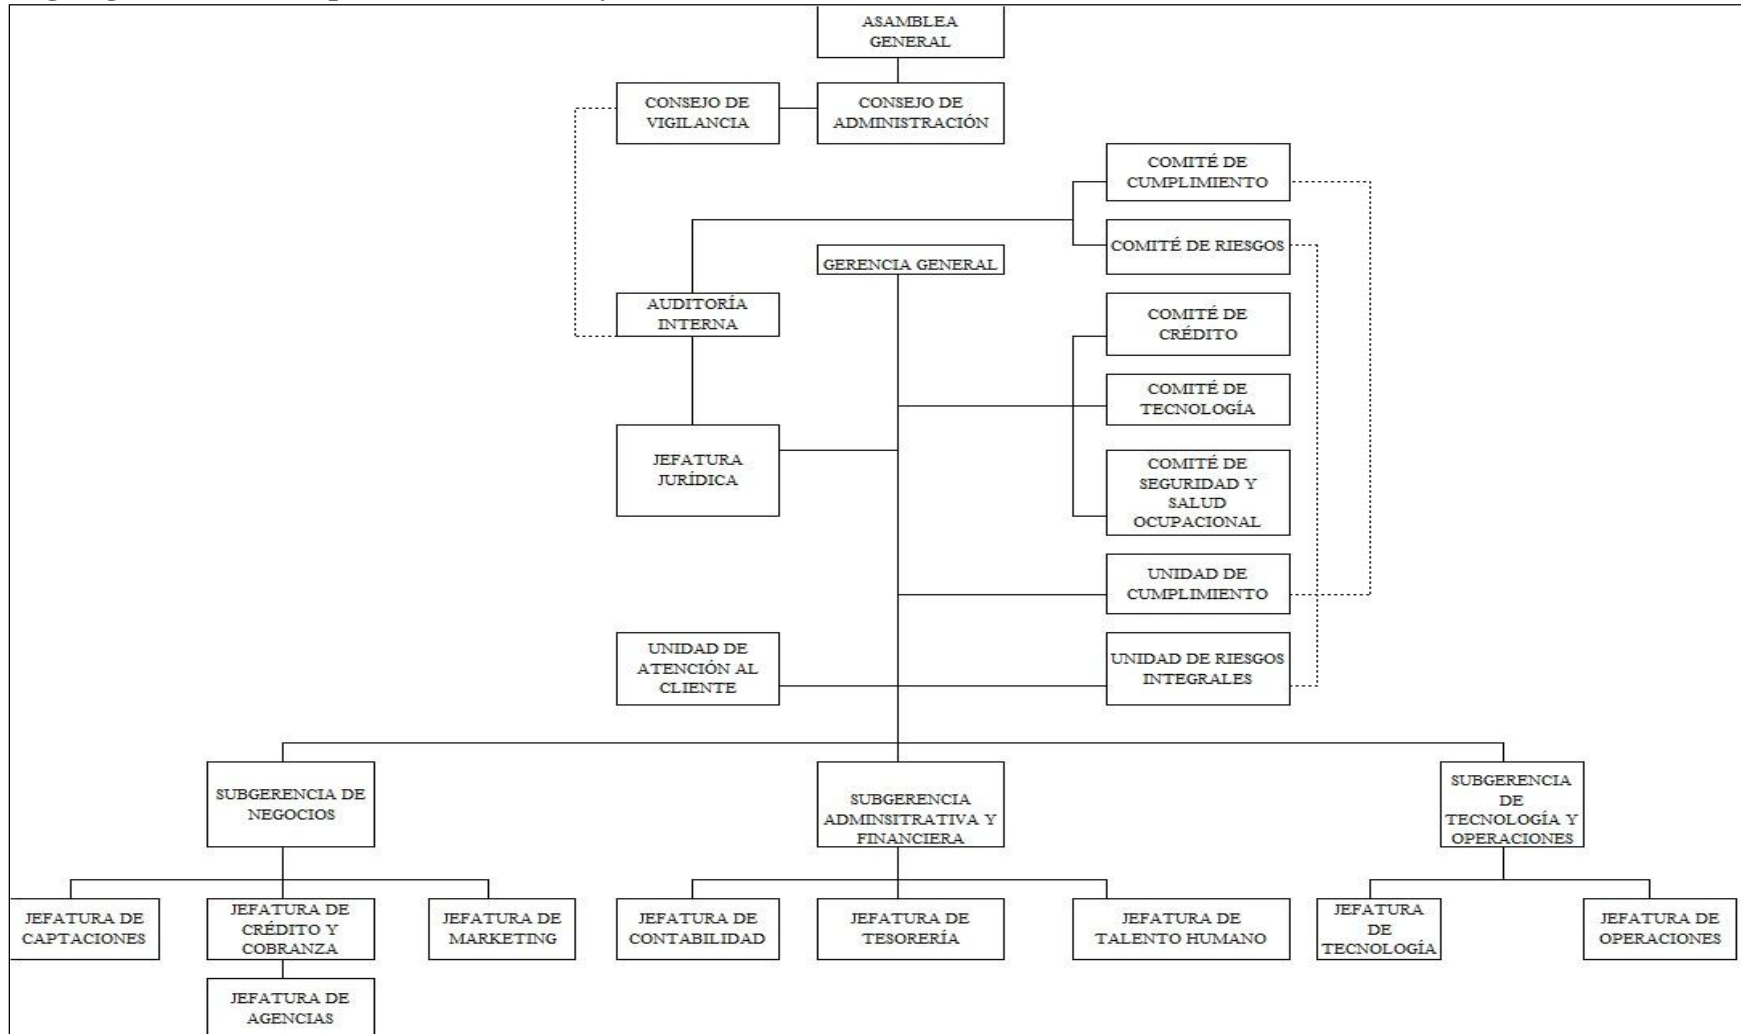 ASAMBLEA
GENERAL
CONSEJO DE
VIGILANCIA
CONSEJO DE
ADMINISTRACIÓN
COMITÉ DE
CUMPLIMIENTO
COMITÉ DE RIESGOS
GERENCIA GENERAL
AUDITORÍA
INTERNA
COMITÉ DE
CRÉDITO
COMITÉ DE
TECNOLOGÍA
JEFATURA
JURÍDICA
COMITÉ DE
SEGURIDAD Y
SALUD
OCUPACIONAL
UNIDAD DE
CUMPLIMIENTO
UNIDAD DE
ATENCIÓN AL
CLIENTE
UNIDAD DE RIESGOS
INTEGRALES
SUBGERENCIA DE
NEGOCIOS
SUBGERENCIA
ADMINSITRATIVA Y
FINANCIERA
SUBGERENCIA
DE
TECNOLOGÍA Y
OPERACIONES
JEFATURA DE
CAPTACIONES
JEFATURA DE
CRÉDITO Y
COBRANZA
JEFATURA DE
MARKETING
JEFATURA DE
CONTABILIDAD
JEFATURA DE
TESORERÍA
JEFATURA DE
TALENTO HUMANO
JEFATURA
DE
TECNOLOGÍA
JEFATURA DE
OPERACIONES
JEFATURA DE
AGENCIAS